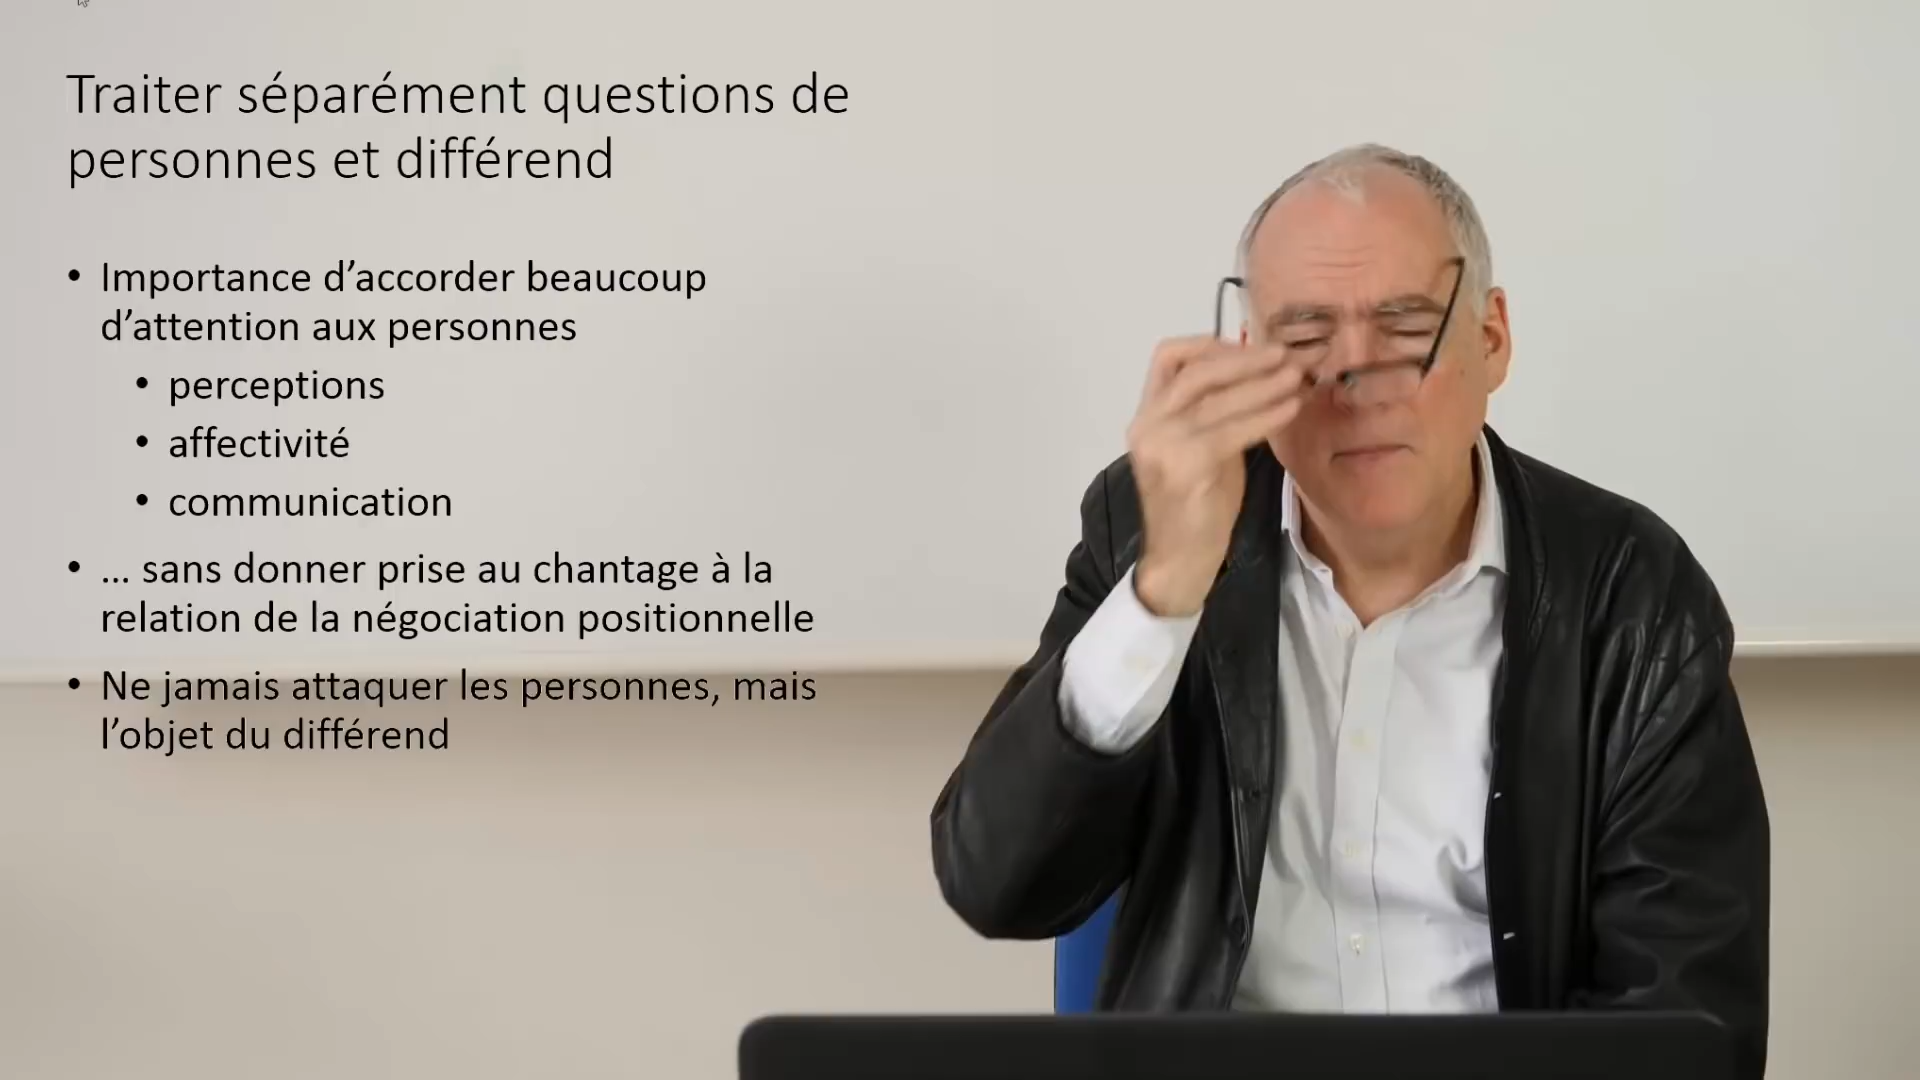 Traiter séparément questions de
personnes et différend
• Importance d’accorder beaucoup
d’attention aux personnes
• perceptions
• affectivité
• communication
• … sans donner prise au chantage à la
relation de la négociation positionnelle
• Ne jamais attaquer les personnes, mais
l’objet du différend